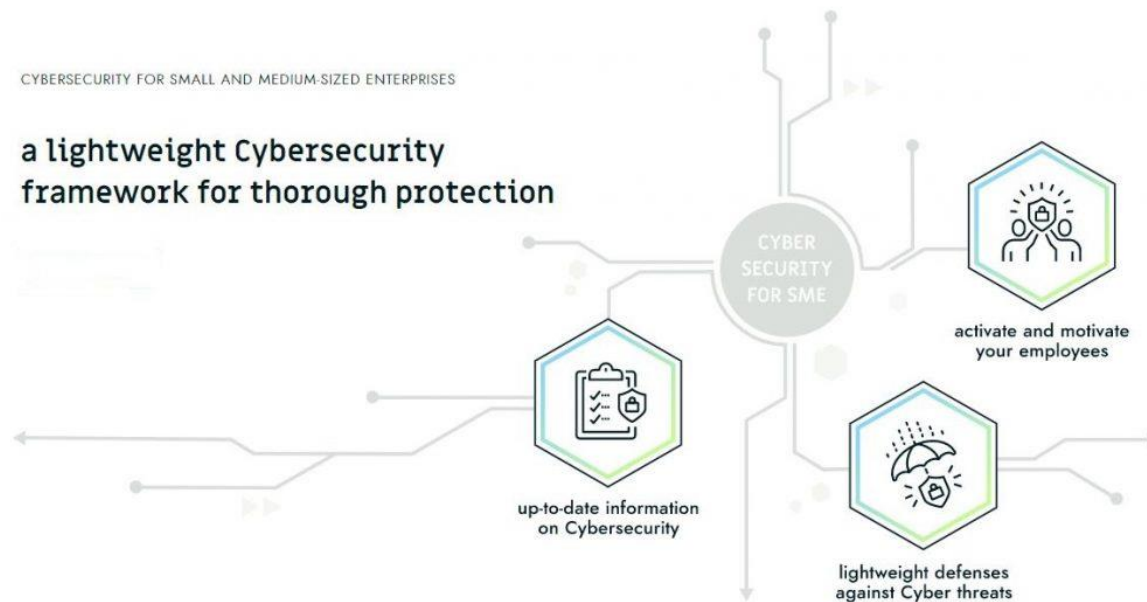 CYBERSECURITY FOR SMALL AND MEDIUM-SIZED ENTERPRISES
a lightweight Cybersecurity
framework for thorough protection
CYBER
SECURITY
FOR SME
activate and motivate
your employees
up-to-date information
on Cybersecurity
lightweight defenses
against Cyber threats